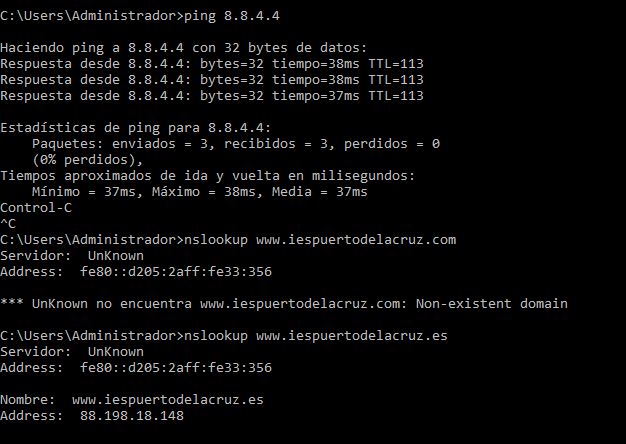 C:\Users\Administrador>ping 8.8.4.4
Haciendo ping a 8.8.4.4 con 32 bytes de datos:
Respuesta desde 8.8.4.4: bytes=32 tiempo=38ms TTL=113
Respuesta desde 8.8.4.4: bytes=32 tiempo=38ms TTL=113
Respuesta desde 8.8.4.4: bytes=32 tiempo=37ms TTL=113
Estadísticas de ping para 8.8.4.4:
    Paquetes: enviados = 3, recibidos = 3, perdidos = 0
    (0% perdidos),
Tiempos aproximados de ida y vuelta en milisegundos:
    Mínimo = 37ms, Máximo = 38ms, Media = 37ms
Control-C
^C
C:\Users\Administrador>nslookup www.iespuertodelacruz.com
Servidor:  UnKnown
Address:  fe80::d205:2aff:fe33:356
*** UnKnown no encuentra www.iespuertodelacruz.com: Non-existent domain
C:\Users\Administrador>nslookup www.iespuertodelacruz.es
Servidor:  UnKnown
Address:  fe80::d205:2aff:fe33:356
Nombre:  www.iespuertodelacruz.es
Address:  88.198.18.148